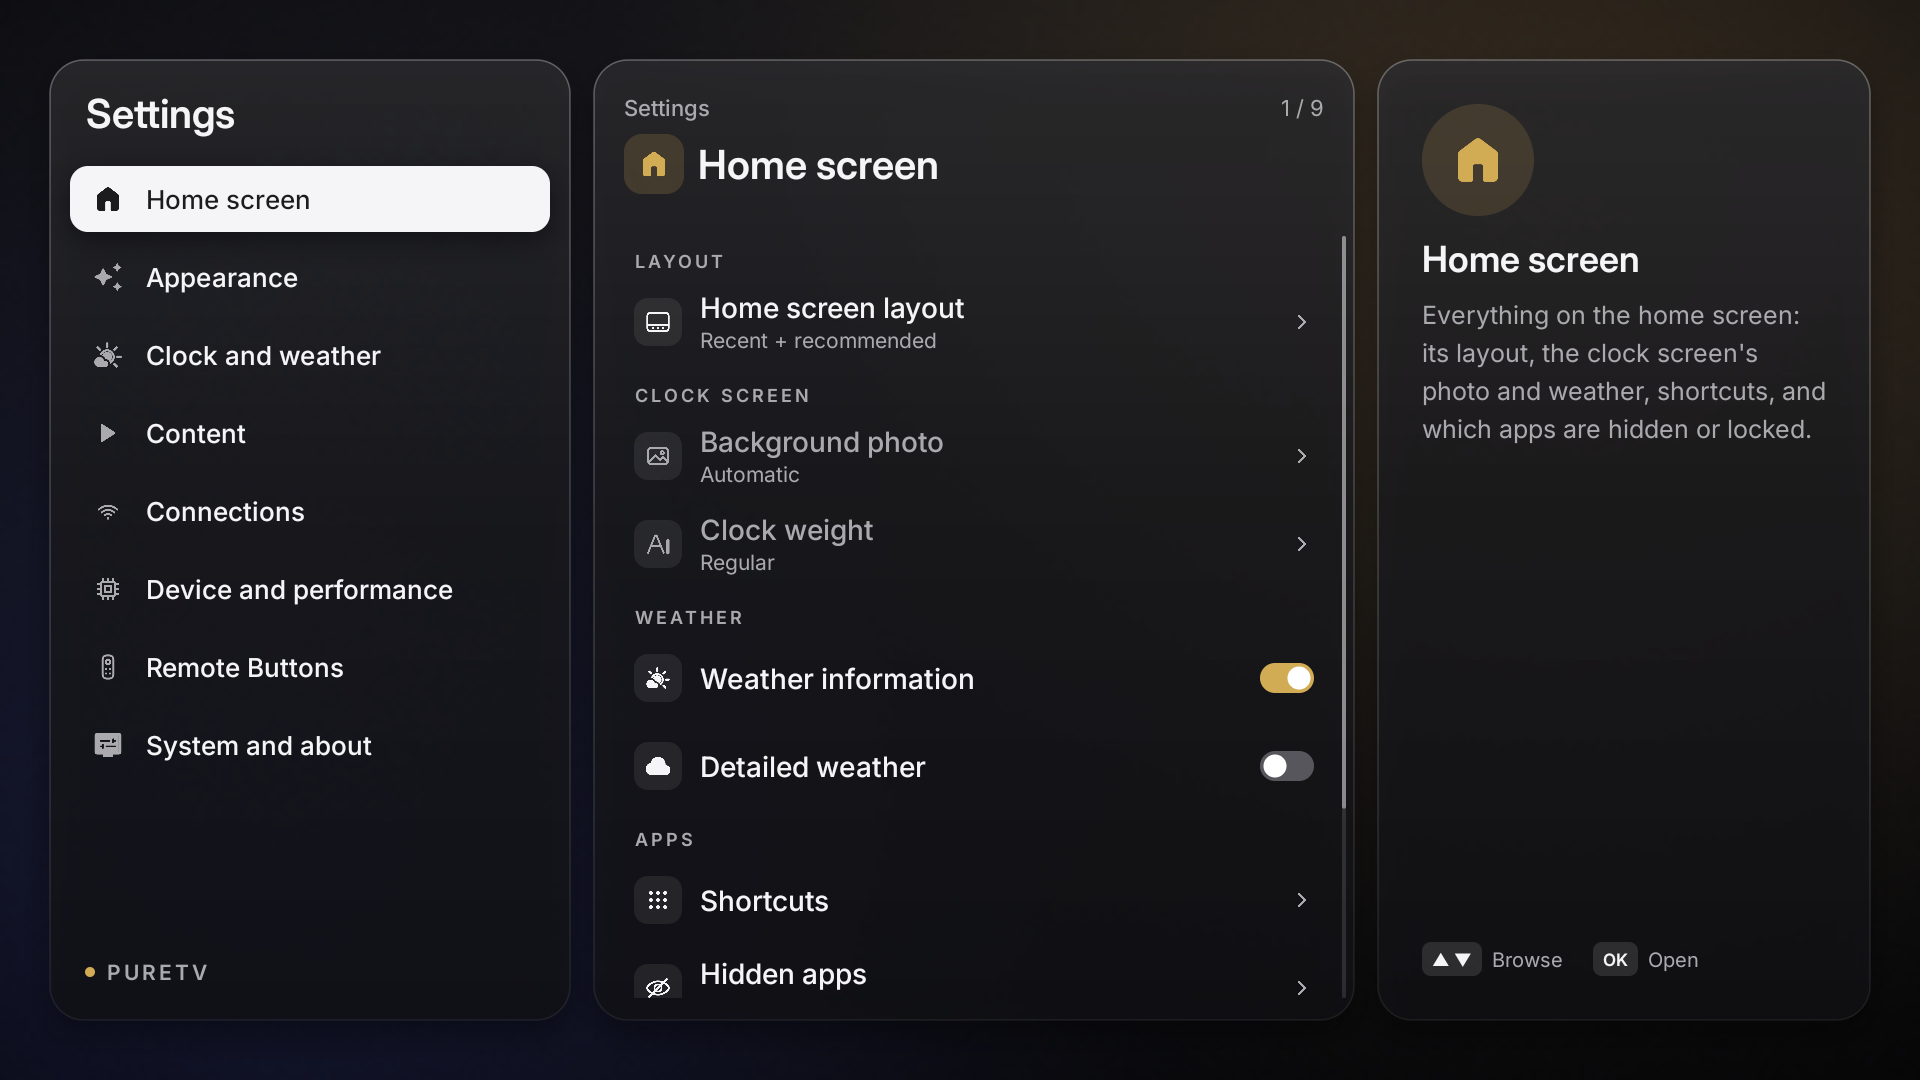 Settings
Home screen
Appearance
Clock and weather
Content
Connections
Device and performance
Remote Buttons
System and about
PURETV
Settings
1 / 9
Home screen
LAYOUT
Home screen layout
Recent + recommended
CLOCK SCREEN
Background photo
Automatic
Clock weight
Regular
WEATHER
Weather information
Detailed weather
APPS
Shortcuts
Hidden apps
Home screen
Everything on the home screen:
its layout, the clock screen's
photo and weather, shortcuts, and
which apps are hidden or locked.
Browse
OK Open